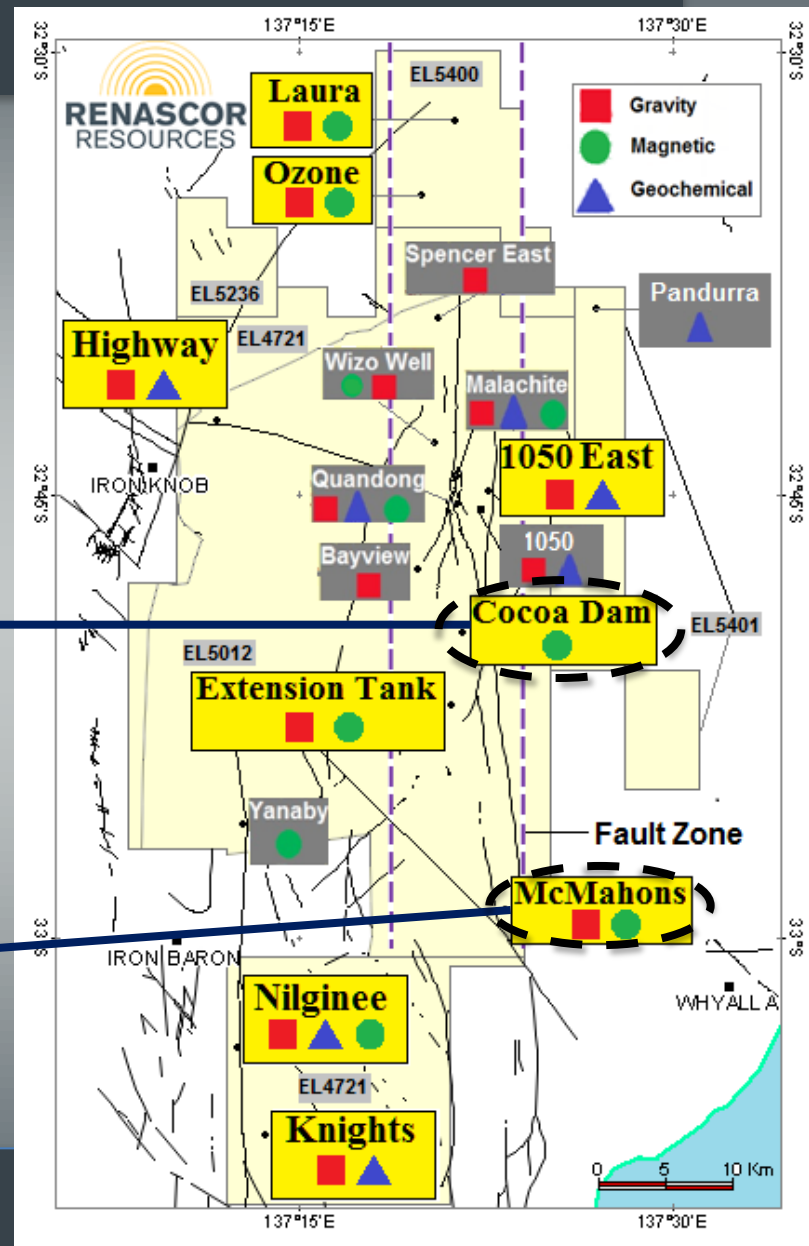 137°15'E
137°30'E
32°30'S
32°30'S
RENASCOR
RESOURCES
EL5400
Laura
Gravity
Magnetic
Geochemical
Ozone
Spencer East
EL5236
Pandurra
Highway
EL4721
Wizo Well
Malachite
1050 East
IRON KNOB
32°45'S
32°45'S
Quandong
1050
Bayview
Cocoa Dam
EL5401
EL5012
Extension Tank
Yanaby
Fault Zone
McMahons
33°S
33°S
IRON BARON
WHYALLA
Nilginee
EL4721
Knights
0 5 10 Km
137°15'E
137°30'E